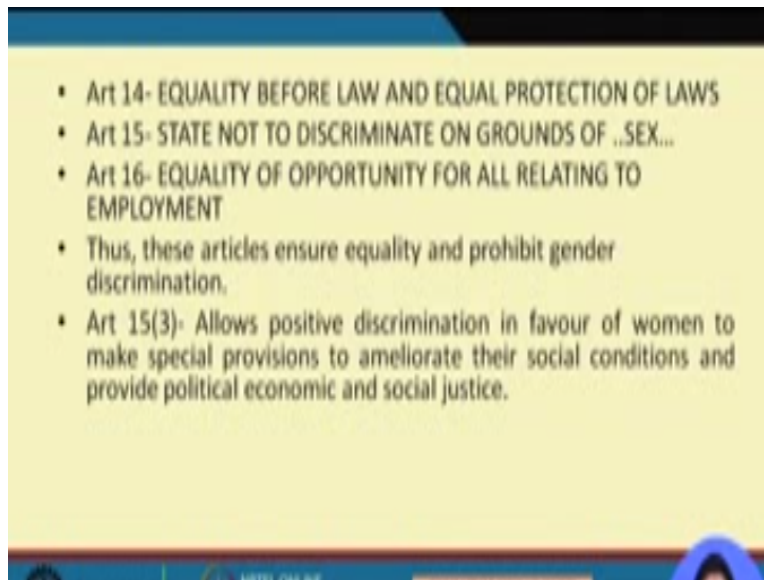 • Art 14- EQUALITY BEFORE LAW AND EQUAL PROTECTION OF LAWS
• Art 15- STATE NOT TO DISCRIMINATE ON GROUNDS OF ..SEX...
• Art 16- EQUALITY OF OPPORTUNITY FOR ALL RELATING TO
EMPLOYMENT
• Thus, these articles ensure equality and prohibit gender
discrimination.
• Art 15(3)- Allows positive discrimination in favour of women to
make special provisions to ameliorate their social conditions and
provide political economic and social justice.